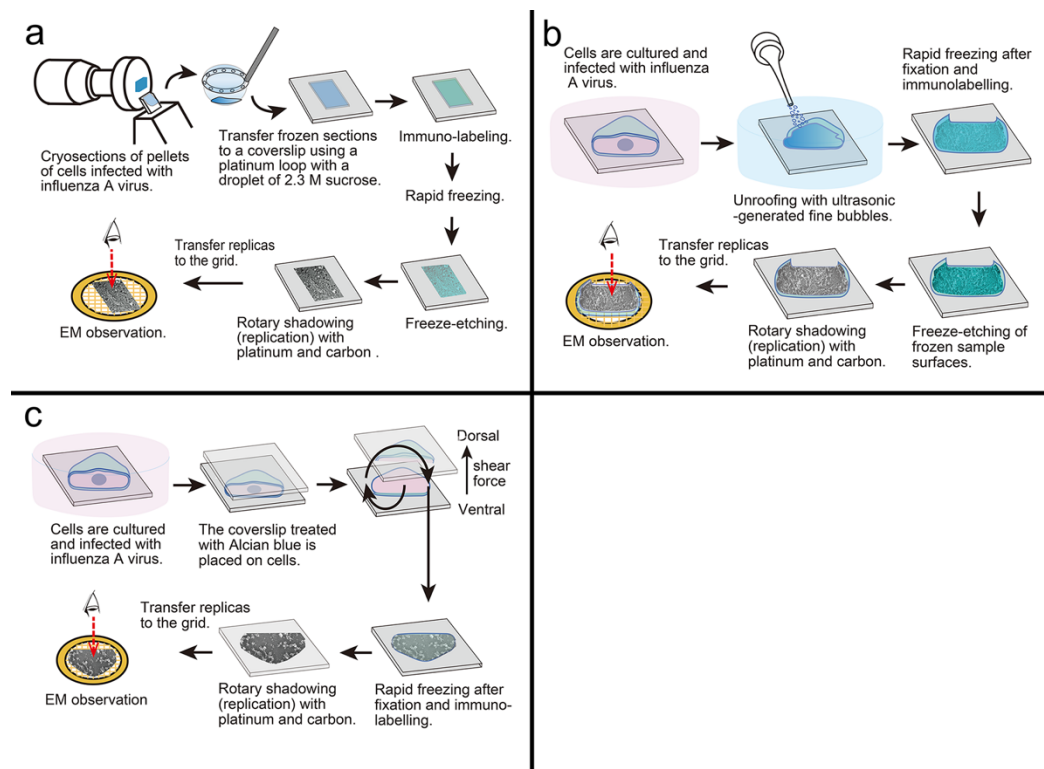 a
Cryosections of pellets
of cells infected with
influenza A virus.
Transfer frozen sections
to a coverslip using a
platinum loop with a
droplet of 2.3 M sucrose.
Immuno-labeling.
Rapid freezing.
Freeze-etching.
Rotary shadowing
(replication) with
platinum and carbon .
Transfer replicas
to the grid.
EM observation.
b
Cells are cultured and
infected with influenza
A virus.
Unroofing with ultrasonic
-generated fine bubbles.
Rapid freezing after
fixation and
immunolabelling.
Freeze-etching of
frozen sample
surfaces.
Rotary shadowing
(replication) with
platinum and carbon.
Transfer replicas
to the grid.
EM observation.
c
Cells are cultured
and infected with
influenza A virus.
The coverslip treated
with Alcian blue is
placed on cells.
Dorsal
shear
force
Ventral
Rapid freezing after
fixation and immuno-
labelling.
Rotary shadowing
(replication) with
platinum and carbon.
Transfer replicas
to the grid.
EM observation